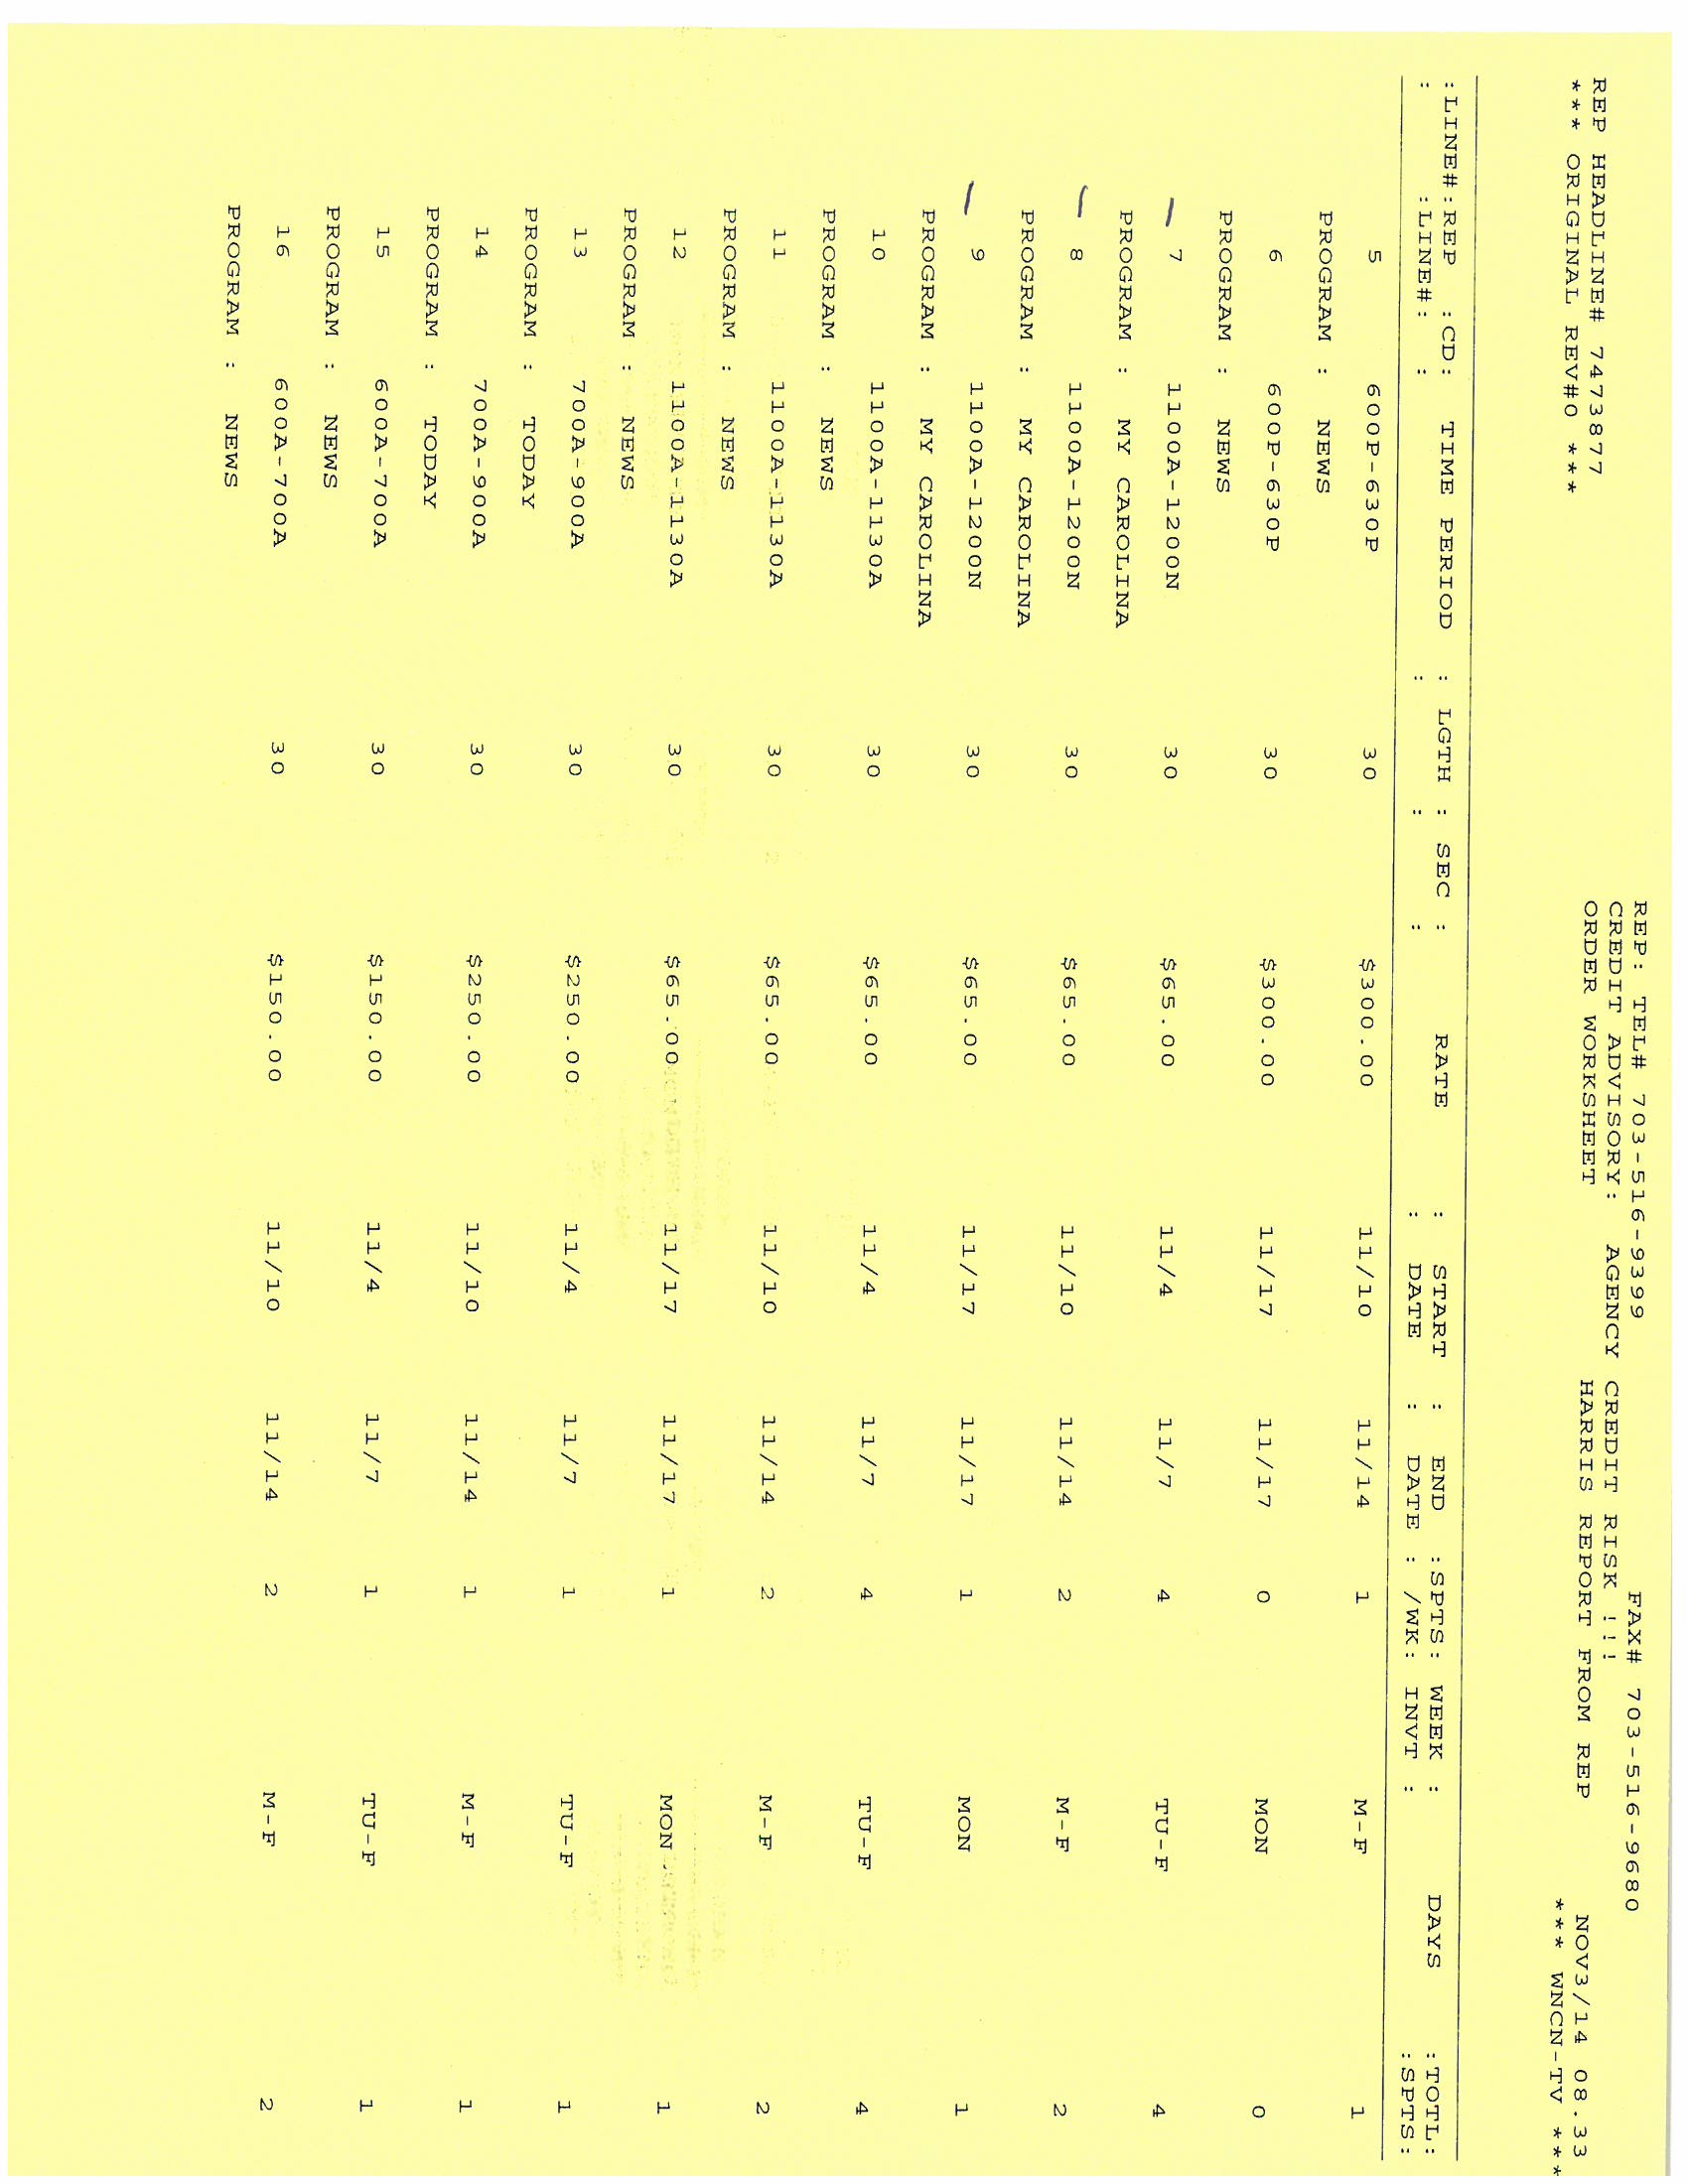 REP: TEL# 703-516-9399 FAX# 703-516-9680
CREDIT ADVISORY: AGENCY CREDIT RISK !!!
REP HEADLINE# 7473877 ORDER WORKSHEET HARRIS REPORT FROM REP NOV3/14 08.33
*** ORIGINAL REV#0 *** *** WNCN-TV ***
:LINE#:REP :CD: TIME PERIOD : LGTH : SEC : RATE : START : END :SPTS: WEEK : DAYS :TOTL:
: :LINE#: : : : : DATE : DATE : /WK: INVT : :SPTS:
5 600P-630P 30 $300.00 11/10 11/14 1 M-F 1
PROGRAM : NEWS
6 600P-630P 30 $300.00 11/17 11/17 0 MON 0
PROGRAM : NEWS
7 1100A-1200N 30 $65.00 11/4 11/7 4 TU-F 4
PROGRAM : MY CAROLINA
8 1100A-1200N 30 $65.00 11/10 11/14 2 M-F 2
PROGRAM : MY CAROLINA
9 1100A-1200N 30 $65.00 11/17 11/17 1 MON 1
PROGRAM : MY CAROLINA
10 1100A-1130A 30 $65.00 11/4 11/7 4 TU-F 4
PROGRAM : NEWS
11 1100A-1130A 30 $65.00 11/10 11/14 2 M-F 2
PROGRAM : NEWS
12 1100A-1130A 30 $65.00 11/17 11/17 1 MON 1
PROGRAM : NEWS
13 700A-900A 30 $250.00 11/4 11/7 1 TU-F 1
PROGRAM : TODAY
14 700A-900A 30 $250.00 11/10 11/14 1 M-F 1
PROGRAM : TODAY
15 600A-700A 30 $150.00 11/4 11/7 1 TU-F 1
PROGRAM : NEWS
16 600A-700A 30 $150.00 11/10 11/14 2 M-F 2
PROGRAM : NEWS